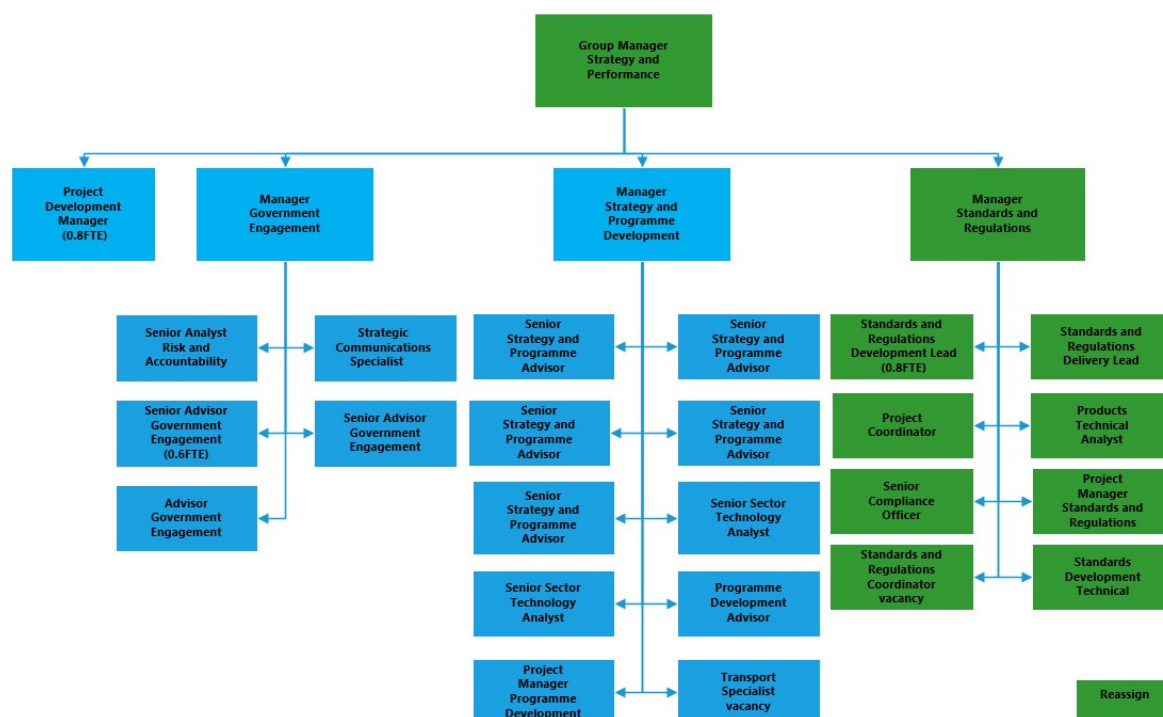 Group Manager
Strategy and
Performance
Project
Development
Manager
(0.8FTE)
Manager
Government
Engagement
Manager
Strategy and
Programme
Development
Manager
Standards and
Regulations
Senior Analyst
Risk and
Accountability
Strategic
Communications
Specialist
Senior Advisor
Government
Engagement
(0.6FTE)
Senior Advisor
Government
Engagement
Advisor
Government
Engagement
Senior
Strategy and
Programme
Advisor
Senior
Strategy and
Programme
Advisor
Senior
Strategy and
Programme
Advisor
Senior
Strategy and
Programme
Advisor
Senior
Strategy and
Programme
Advisor
Senior Sector
Technology
Analyst
Senior Sector
Technology
Analyst
Programme
Development
Advisor
Project
Manager
Programme
Development
Transport
Specialist
vacancy
Standards and
Regulations
Development Lead
(0.8FTE)
Standards and
Regulations
Delivery Lead
Project
Coordinator
Products
Technical
Analyst
Senior
Compliance
Officer
Project
Manager
Standards and
Regulations
Standards and
Regulations
Coordinator
vacancy
Standards
Development
Technical
Reassign